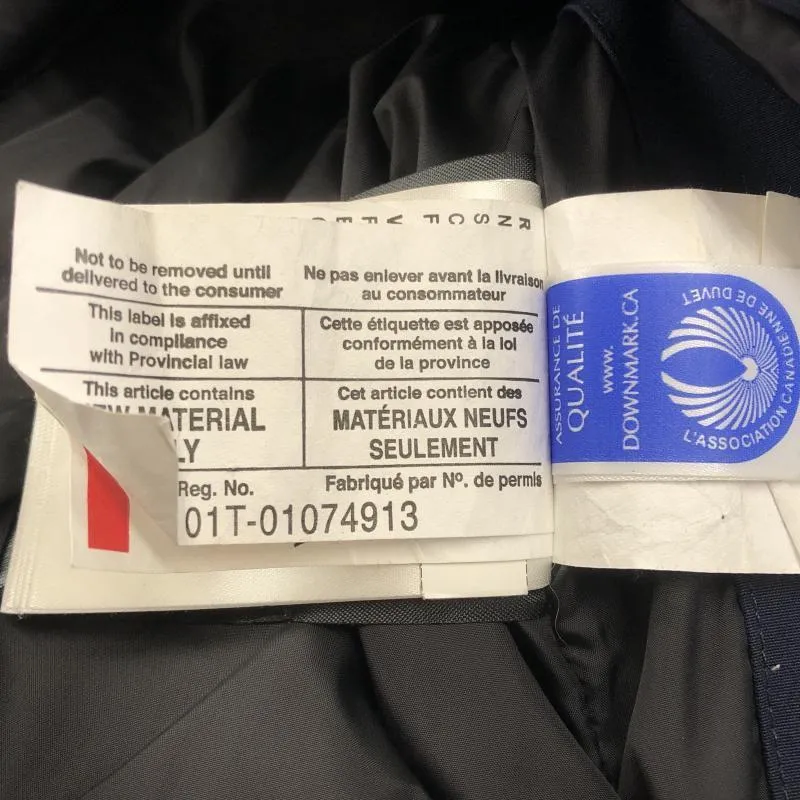 Not to be removed until
delivered to the consumer
Ne pas enlever avant la livraison
au consommateur
This label is affixed
in compliance
with Provincial law
Cette étiquette est apposée
conformément à la loi
de la province
This article contains
MATERIAL
Cet article contient des
MATÉRIAUX NEUFS
SEULEMENT
Reg. No.
Fabriqué par Nº. de permis
01T-01074913
ASSURANCE DE
QUALITÉ
WWW.
DOWNMARK.CA
L'ASSOCIATION CANADIENNE DE DUVET